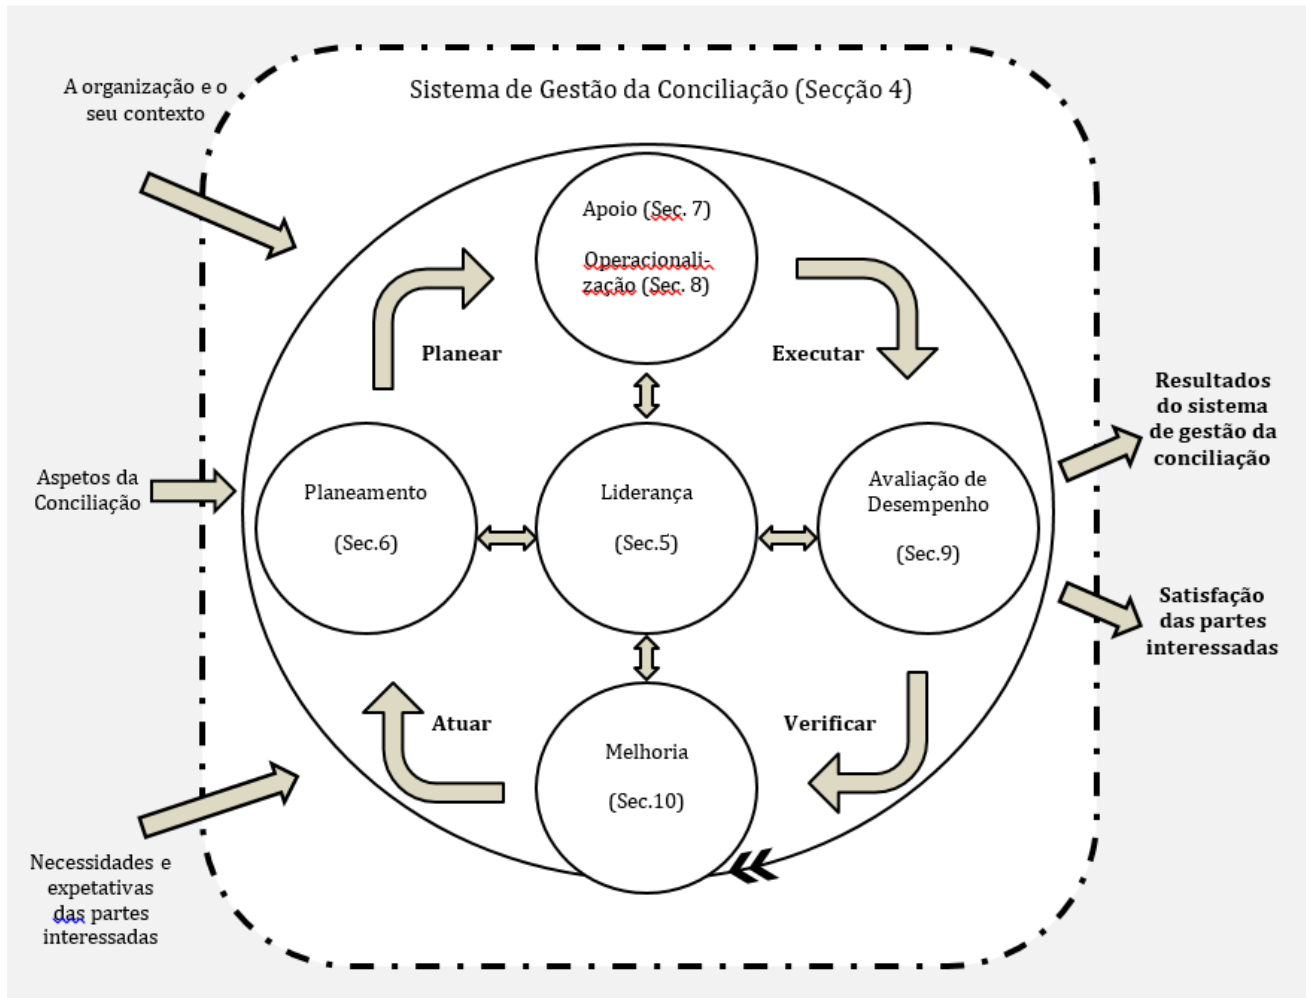 Sistema de Gestão da Conciliação (Secção 4)
A organização e o
seu contexto
Apoio (Sec. 7)
Operacionali-
zação (Sec. 8)
Planear
Executar
Resultados
do sistema
de gestão da
conciliação
Aspetos da
Conciliação
Planeamento
(Sec.6)
Liderança
(Sec.5)
Avaliação de
Desempenho
(Sec.9)
Satisfação
das partes
interessadas
Atuar
Verificar
Melhoria
(Sec.10)
Necessidades e
expetativas
das partes
interessadas